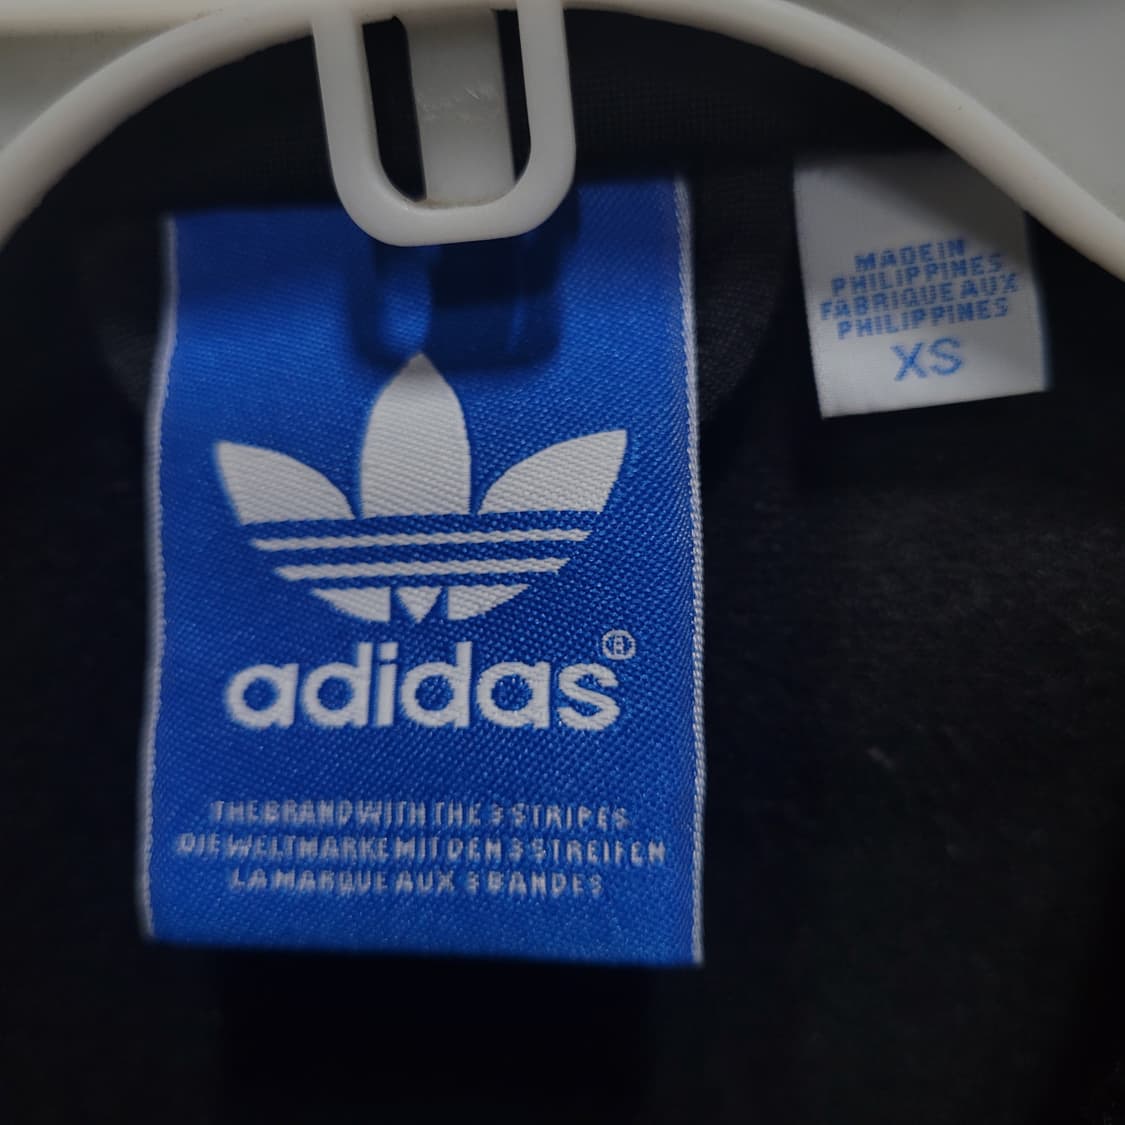 adidas®
THE BRAND WITH THE 3 STRIPES
DIE WELTMARKE MIT DEN 3 STREIFEN
LA MARQUE AUX 3 BANDES
MADE IN
PHILIPPINES
FABRIQUE AUX
PHILIPPINES
XS